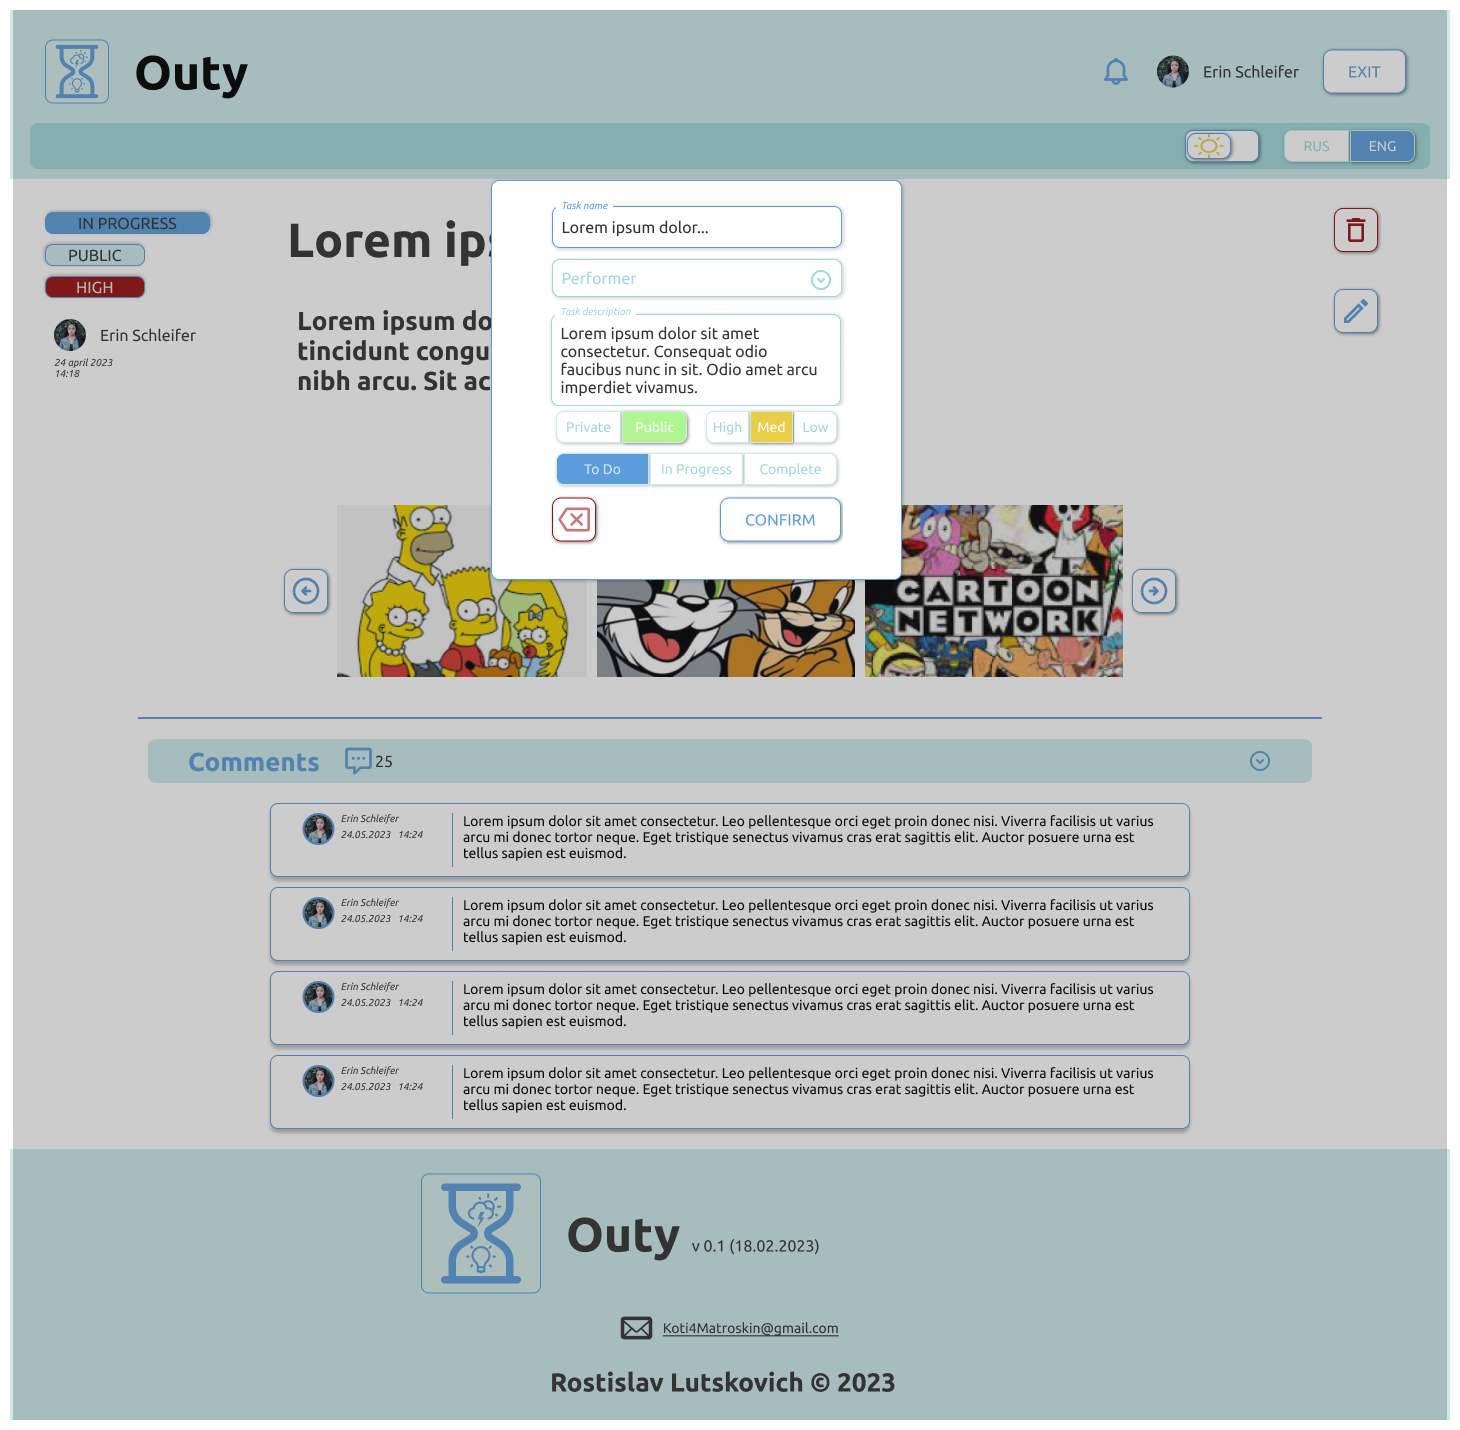 Outy
Erin Schleifer
EXIT
RUS
ENG
IN PROGRESS
PUBLIC
HIGH
Erin Schleifer
24 april 2023
14:18
Lorem ip
Lorem ipsum do
tincidunt congu
nibh arcu. Sit ac
Task name
Lorem ipsum dolor...
Performer
Task description
Lorem ipsum dolor sit amet
consectetur. Consequat odio
faucibus nunc in sit. Odio amet arcu
imperdiet vivamus.
Private
Public
High
Med
Low
To Do
In Progress
Complete
CONFIRM
CARTOON
NETWORK
Comments
25
Erin Schleifer
24.05.2023 14:24
Lorem ipsum dolor sit amet consectetur. Leo pellentesque orci eget proin donec nisi. Viverra facilisis ut varius
arcu mi donec tortor neque. Eget tristique senectus vivamus cras erat sagittis elit. Auctor posuere urna est
tellus sapien est euismod.
Erin Schleifer
24.05.2023 14:24
Lorem ipsum dolor sit amet consectetur. Leo pellentesque orci eget proin donec nisi. Viverra facilisis ut varius
arcu mi donec tortor neque. Eget tristique senectus vivamus cras erat sagittis elit. Auctor posuere urna est
tellus sapien est euismod.
Erin Schleifer
24.05.2023 14:24
Lorem ipsum dolor sit amet consectetur. Leo pellentesque orci eget proin donec nisi. Viverra facilisis ut varius
arcu mi donec tortor neque. Eget tristique senectus vivamus cras erat sagittis elit. Auctor posuere urna est
tellus sapien est euismod.
Erin Schleifer
24.05.2023 14:24
Lorem ipsum dolor sit amet consectetur. Leo pellentesque orci eget proin donec nisi. Viverra facilisis ut varius
arcu mi donec tortor neque. Eget tristique senectus vivamus cras erat sagittis elit. Auctor posuere urna est
tellus sapien est euismod.
Outy
v 0.1 (18.02.2023)
Koti4Matroskin@gmail.com
Rostislav Lutskovich © 2023